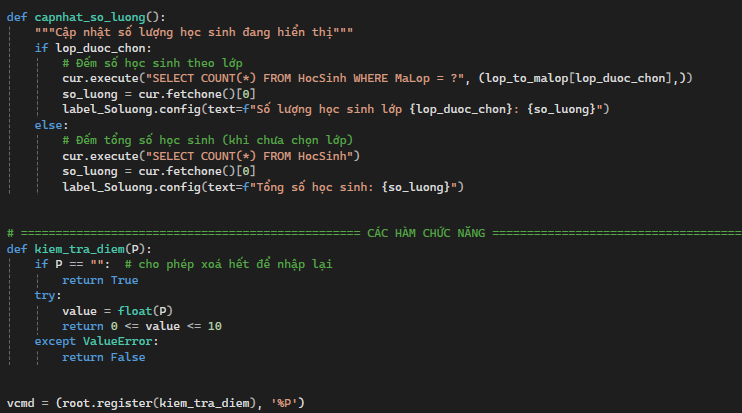 def capnhat_so_luong():
    """Cập nhật số lượng học sinh đang hiển thị"""
    if lop_duoc_chon:
        # Đếm số học sinh theo lớp
        cur.execute("SELECT COUNT(*) FROM HocSinh WHERE MaLop = ?", (lop_to_malop[lop_duoc_chon],))
        so_luong = cur.fetchone()[0]
        label_Soluong.config(text=f"Số lượng học sinh lớp {lop_duoc_chon}: {so_luong}")
    else:
        # Đếm tổng số học sinh (khi chưa chọn lớp)
        cur.execute("SELECT COUNT(*) FROM HocSinh")
        so_luong = cur.fetchone()[0]
        label_Soluong.config(text=f"Tổng số học sinh: {so_luong}")
# ================================================ CÁC HÀM CHỨC NĂNG ===================================
def kiem_tra_diem(P):
    if P == "":  # cho phép xoá hết để nhập lại
        return True
    try:
        value = float(P)
        return 0 <= value <= 10
    except ValueError:
        return False
vcmd = (root.register(kiem_tra_diem), '%P')